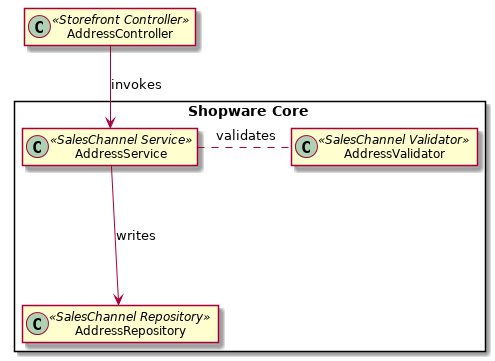 C «Storefront Controller»
AddressController
invokes
Shopware Core
C «SalesChannel Service»
AddressService
validates
C «SalesChannel Validator»
AddressValidator
writes
C «SalesChannel Repository»
AddressRepository